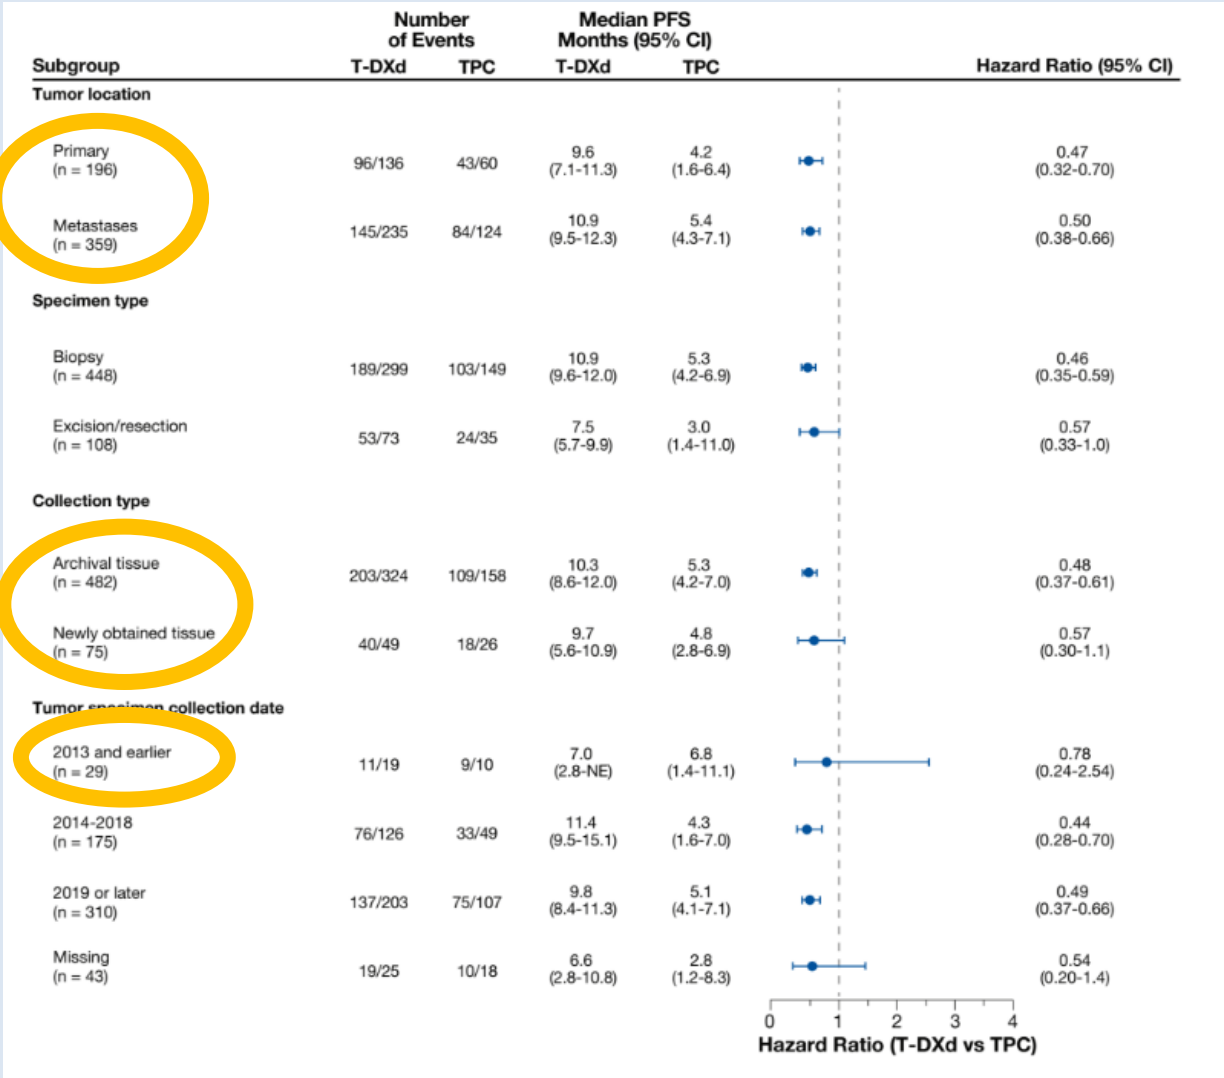 Number of Events Median PFS Months (95% CI)
Subgroup T-DXd TPC T-DXd TPC Hazard Ratio (95% CI)
Tumor location
Primary (n = 196) 96/136 43/60 9.6 (7.1-11.3) 4.2 (1.6-6.4) 0.47 (0.32-0.70)
Metastases (n = 359) 145/235 84/124 10.9 (9.5-12.3) 5.4 (4.3-7.1) 0.50 (0.38-0.66)
Specimen type
Biopsy (n = 448) 189/299 103/149 10.9 (9.6-12.0) 5.3 (4.2-6.9) 0.46 (0.35-0.59)
Excision/resection (n = 108) 53/73 24/35 7.5 (5.7-9.9) 3.0 (1.4-11.0) 0.57 (0.33-1.0)
Collection type
Archival tissue (n = 482) 203/324 109/158 10.3 (8.6-12.0) 5.3 (4.2-7.0) 0.48 (0.37-0.61)
Newly obtained tissue (n = 75) 40/49 18/26 9.7 (5.6-10.9) 4.8 (2.8-6.9) 0.57 (0.30-1.1)
Tumor specimen collection date
2013 and earlier (n = 29) 11/19 9/10 7.0 (2.8-NE) 6.8 (1.4-11.1) 0.78 (0.24-2.54)
2014-2018 (n = 175) 76/126 33/49 11.4 (9.5-15.1) 4.3 (1.6-7.0) 0.44 (0.28-0.70)
2019 or later (n = 310) 137/203 75/107 9.8 (8.4-11.3) 5.1 (4.1-7.1) 0.49 (0.37-0.66)
Missing (n = 43) 19/25 10/18 6.6 (2.8-10.8) 2.8 (1.2-8.3) 0.54 (0.20-1.4)
0 1 2 3 4
Hazard Ratio (T-DXd vs TPC)